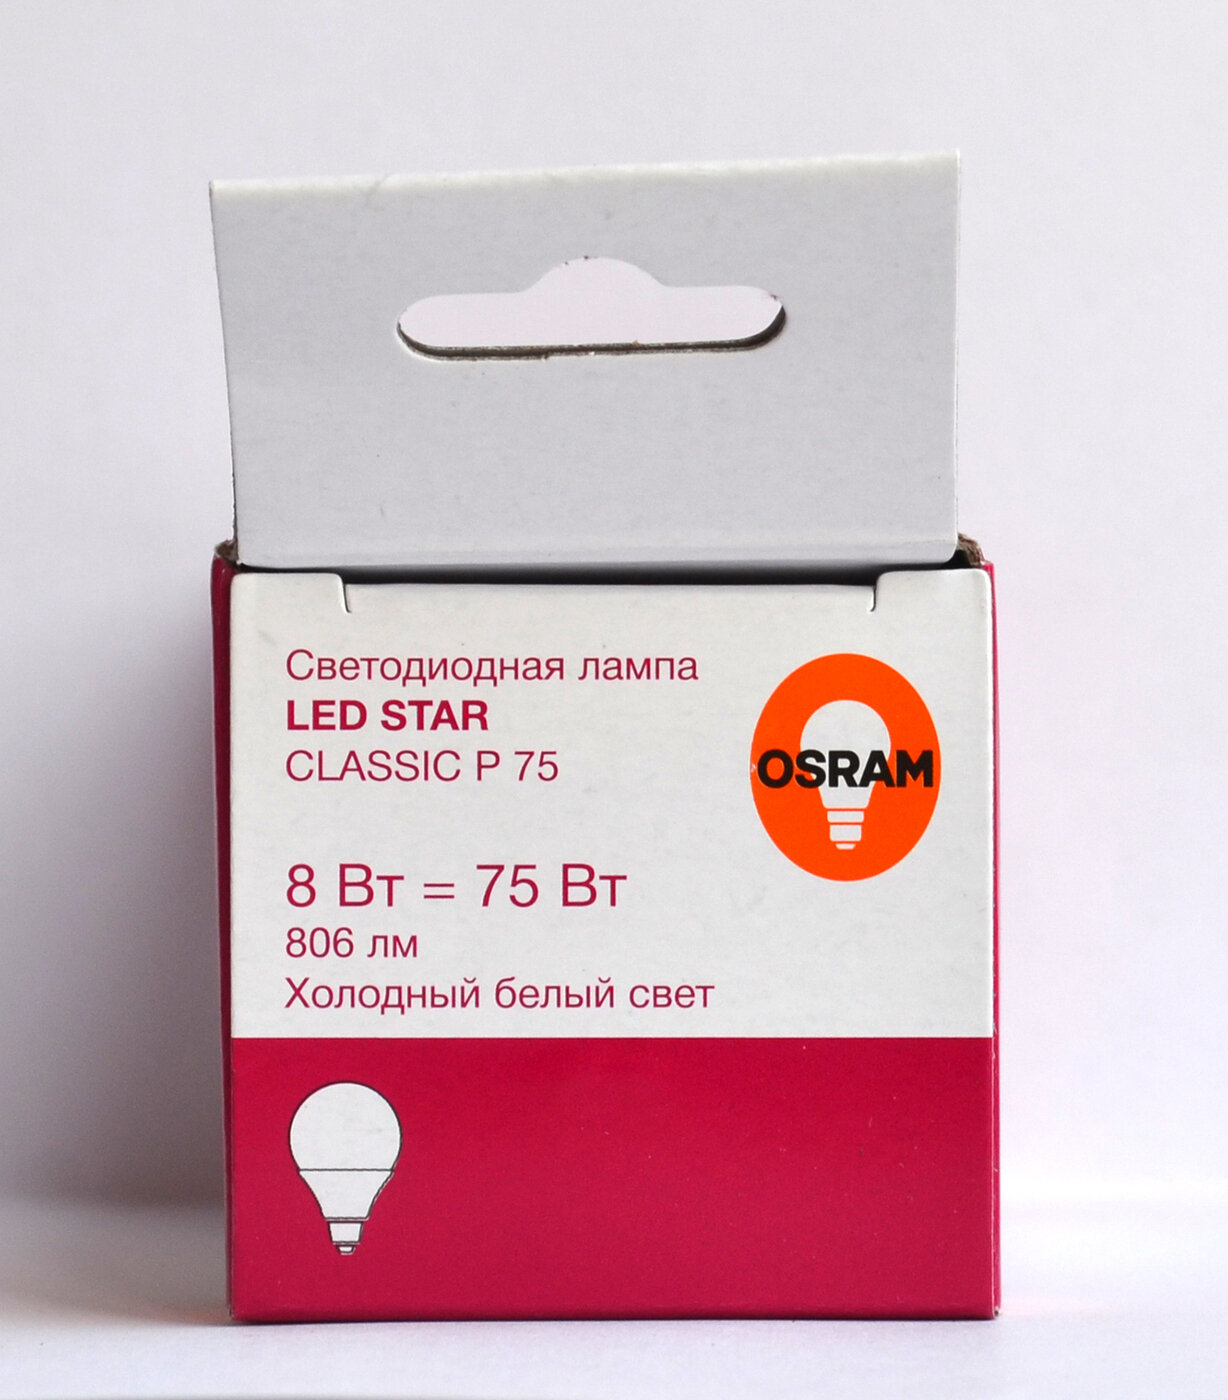 Светодиодная лампа
LED STAR
CLASSIC P 75
OSRAM
8 Вт = 75 Вт
806 лм
Холодный белый свет